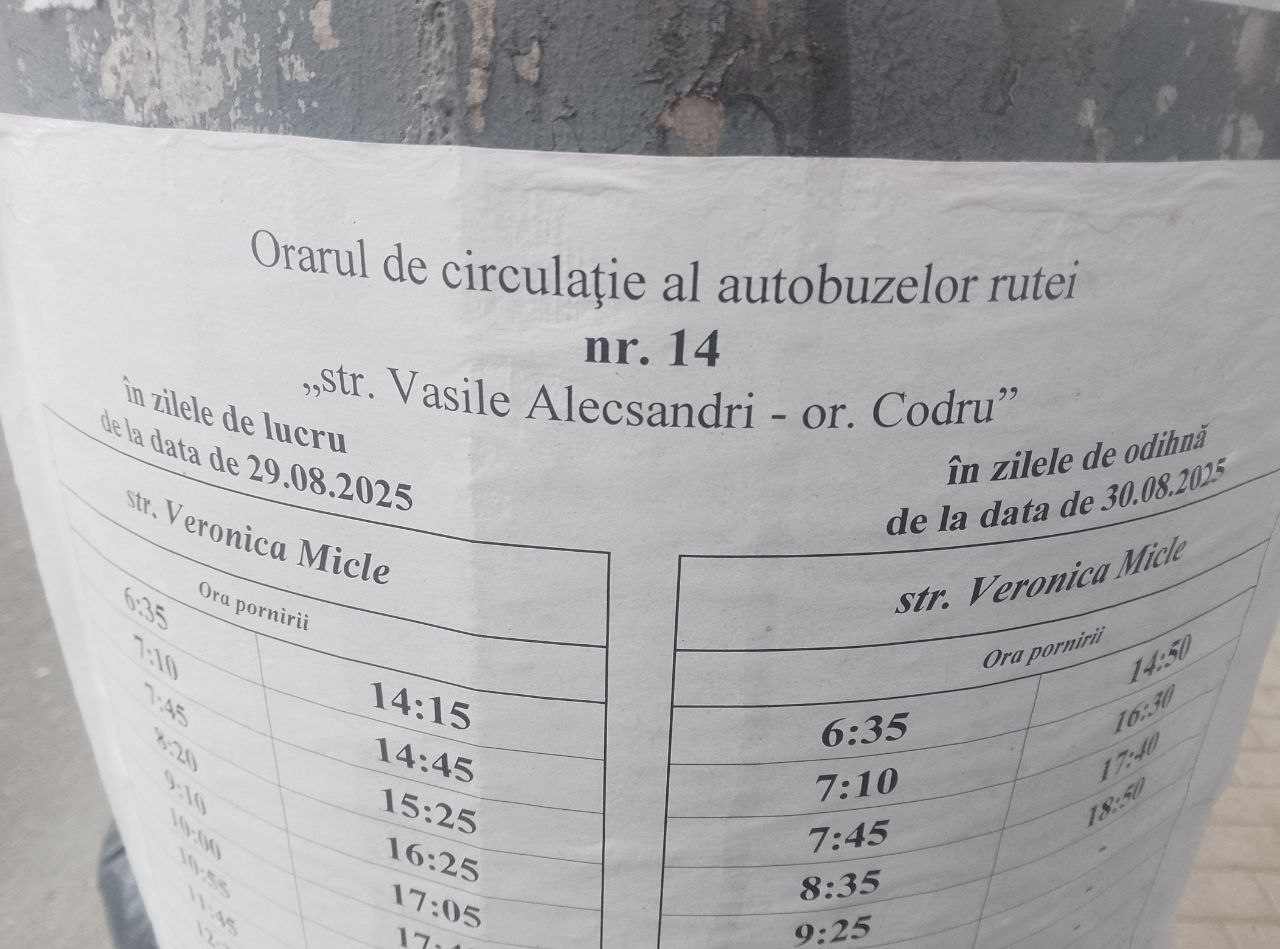 Orarul de circulaţie al autobuzelor rutei
nr. 14
„str. Vasile Alecsandri - or. Codru”
în zilele de lucru
de la data de 29.08.2025
str. Veronica Micle
Ora pornirii
6:35 14:15
7:10 14:45
7:45 15:25
8:20 16:25
9:10 17:05
10:00
10:55
11:45
în zilele de odihnă
de la data de 30.08.2025
str. Veronica Micle
Ora pornirii
6:35 14:50
7:10 16:30
7:45 17:40
8:35 18:50
9:25 -
-
-